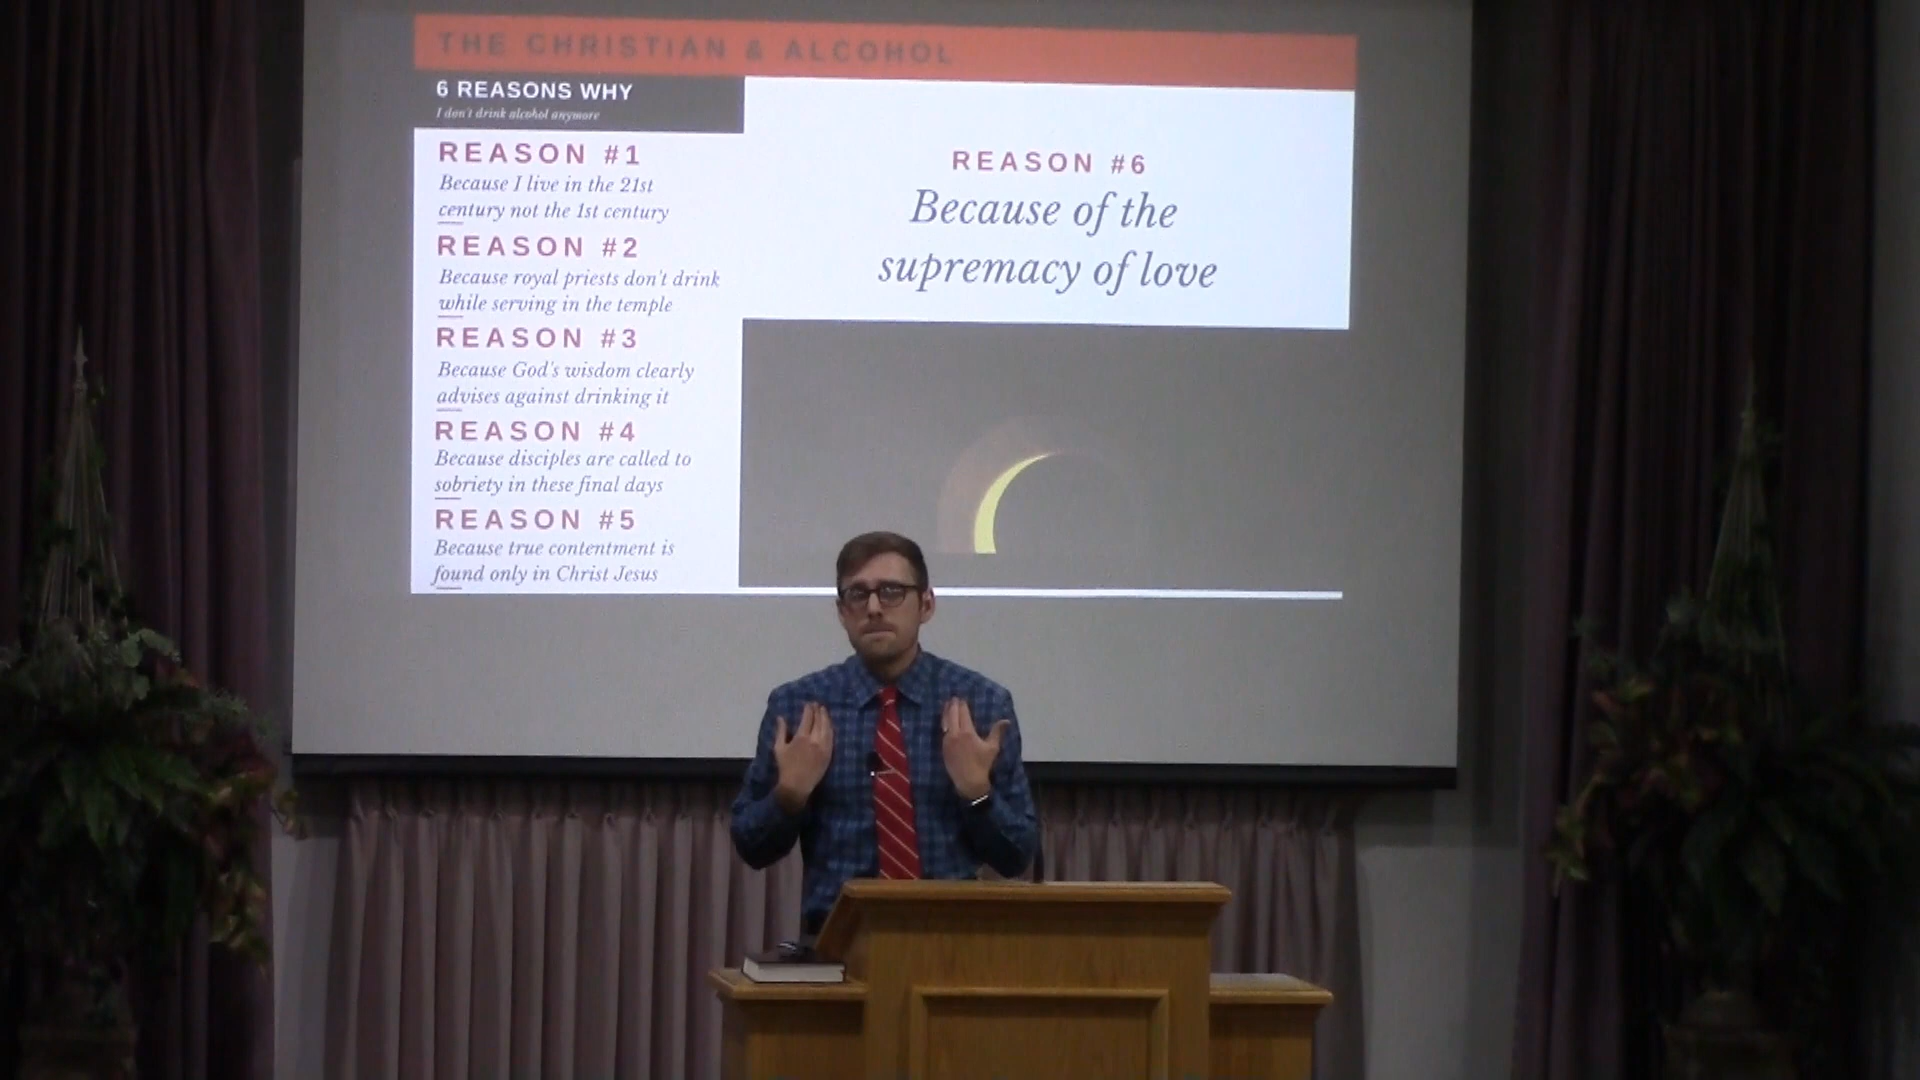 THE CHRISTIAN & ALCOHOL
6 REASONS WHY
I don't drink alcohol anymore
REASON #1
Because I live in the 21st
century not the 1st century
REASON #2
Because royal priests don't drink
while serving in the temple
REASON #3
Because God's wisdom clearly
advises against drinking it
REASON #4
Because disciples are called to
sobriety in these final days
REASON #5
Because true contentment is
found only in Christ Jesus
REASON #6
Because of the
supremacy of love